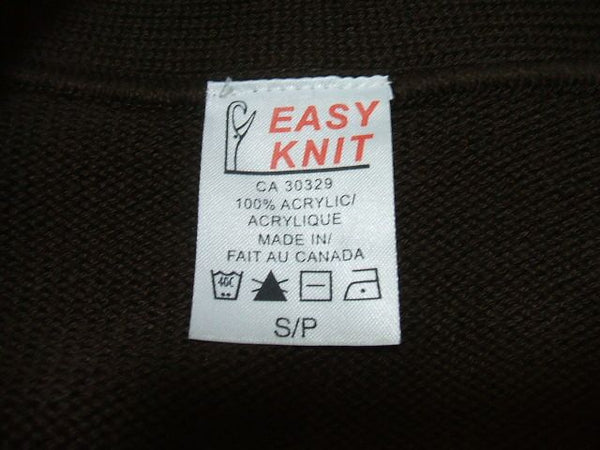 EASY
KNIT
CA 30329
100% ACRYLIC/
ACRYLIQUE
MADE IN/
FAIT AU CANADA
40C
S/P